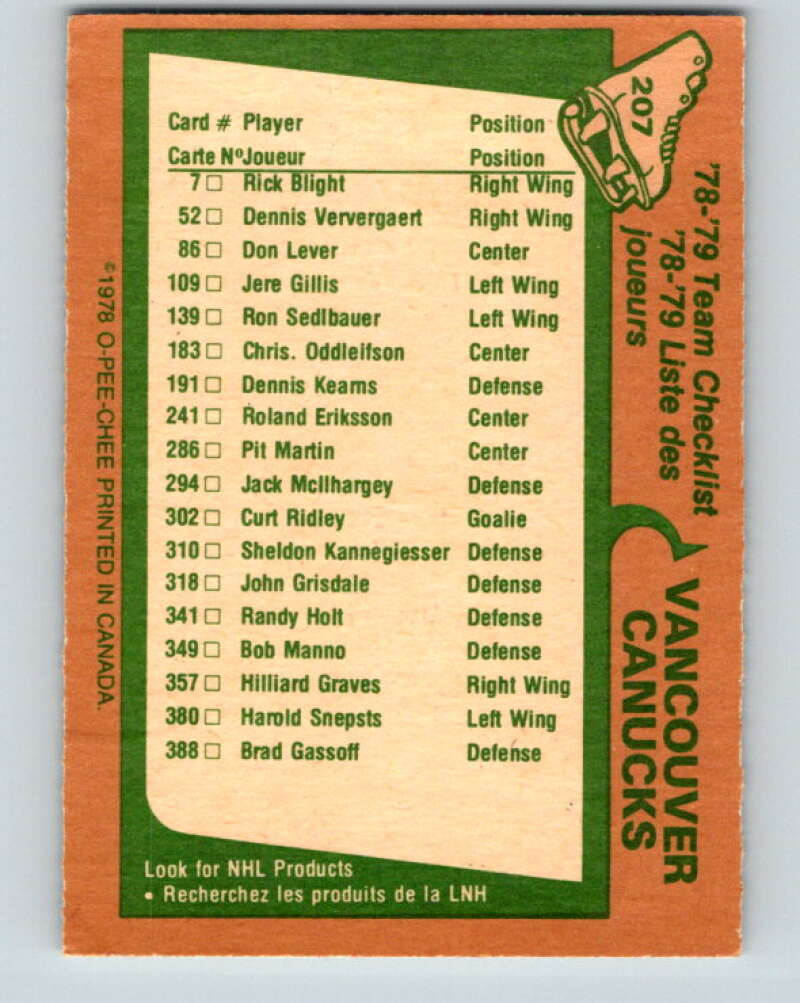 207
'78-'79 Team Checklist
'78-'79 Liste des
joueurs
VANCOUVER
CANUCKS
Card # Player Position
Carte Nº Joueur Position
7 □ Rick Blight Right Wing
52 □ Dennis Ververgaert Right Wing
86 □ Don Lever Center
109 □ Jere Gillis Left Wing
139 □ Ron Sedlbauer Left Wing
183 □ Chris. Oddleifson Center
191 □ Dennis Kearns Defense
241 □ Roland Eriksson Center
286 □ Pit Martin Center
294 □ Jack McIlhargey Defense
302 □ Curt Ridley Goalie
310 □ Sheldon Kannegiesser Defense
318 □ John Grisdale Defense
341 □ Randy Holt Defense
349 □ Bob Manno Defense
357 □ Hilliard Graves Right Wing
380 □ Harold Snepsts Left Wing
388 □ Brad Gassoff Defense
Look for NHL Products
• Recherchez les produits de la LNH
©1978 O-PEE-CHEE PRINTED IN CANADA.